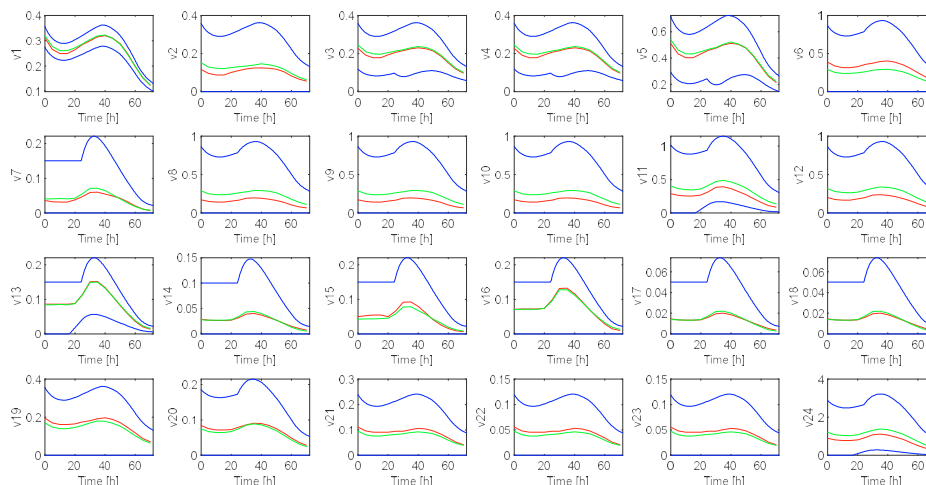 0.4 0.4 0.4 0.4 1
0.3 0.6
v1 v2 v3 v4 v5 v6
0.2 0.2 0.2 0.2 0.4 0.5
0.1 0 0 0 0.2 0
0 20 40 60 0 20 40 60 0 20 40 60 0 20 40 60 0 20 40 60 0 20 40 60
Time [h] Time [h] Time [h] Time [h] Time [h] Time [h]
0.2 1 1 1 1 1
v7 v8 v9 v10 v11 v12
0.1 0.5 0.5 0.5 0.5 0.5
0 0 0 0 0 0
0 20 40 60 0 20 40 60 0 20 40 60 0 20 40 60 0 20 40 60 0 20 40 60
Time [h] Time [h] Time [h] Time [h] Time [h] Time [h]
0.2 0.15 0.2 0.2 0.06 0.06
v13 v14 v15 v16 v17 v18
0.1 0.1 0.1 0.1 0.04 0.04
0.05 0.02 0.02
0 0 0 0 0 0
0 20 40 60 0 20 40 60 0 20 40 60 0 20 40 60 0 20 40 60 0 20 40 60
Time [h] Time [h] Time [h] Time [h] Time [h] Time [h]
0.4 0.2 0.3 0.15 0.15 4
v19 v20 v21 v22 v23 v24
0.2 0.1 0.2 0.1 0.1 2
0.1 0.05 0.05
0 0 0 0 0 0
0 20 40 60 0 20 40 60 0 20 40 60 0 20 40 60 0 20 40 60 0 20 40 60
Time [h] Time [h] Time [h] Time [h] Time [h] Time [h]